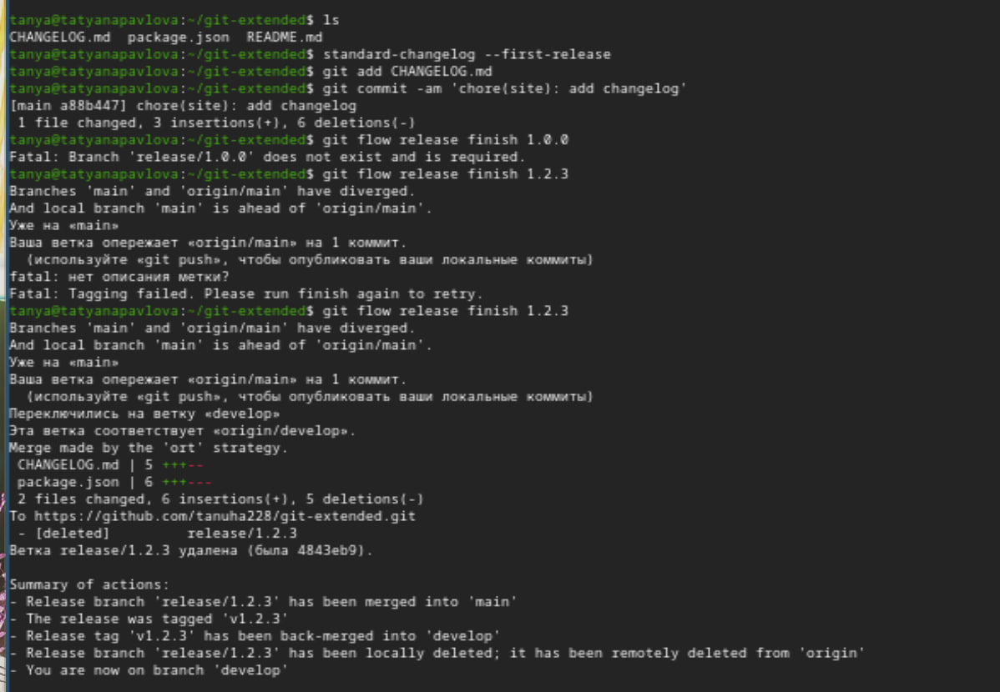 tanya@tatyanapavlova:~/git-extended$ ls
CHANGELOG.md  package.json  README.md
tanya@tatyanapavlova:~/git-extended$ standard-changelog --first-release
tanya@tatyanapavlova:~/git-extended$ git add CHANGELOG.md
tanya@tatyanapavlova:~/git-extended$ git commit -am 'chore(site): add changelog'
[main a88b447] chore(site): add changelog
 1 file changed, 3 insertions(+), 6 deletions(-)
tanya@tatyanapavlova:~/git-extended$ git flow release finish 1.0.0
Fatal: Branch 'release/1.0.0' does not exist and is required.
tanya@tatyanapavlova:~/git-extended$ git flow release finish 1.2.3
Branches 'main' and 'origin/main' have diverged.
And local branch 'main' is ahead of 'origin/main'.
Уже на «main»
Ваша ветка опережает «origin/main» на 1 коммит.
  (используйте «git push», чтобы опубликовать ваши локальные коммиты)
fatal: нет описания метки?
Fatal: Tagging failed. Please run finish again to retry.
tanya@tatyanapavlova:~/git-extended$ git flow release finish 1.2.3
Branches 'main' and 'origin/main' have diverged.
And local branch 'main' is ahead of 'origin/main'.
Уже на «main»
Ваша ветка опережает «origin/main» на 1 коммит.
  (используйте «git push», чтобы опубликовать ваши локальные коммиты)
Переключились на ветку «develop»
Эта ветка соответствует «origin/develop».
Merge made by the 'ort' strategy.
 CHANGELOG.md | 5 +++--
 package.json | 6 +++---
 2 files changed, 6 insertions(+), 5 deletions(-)
To https://github.com/tanuha228/git-extended.git
 - [deleted]         release/1.2.3
Ветка release/1.2.3 удалена (была 4843eb9).
Summary of actions:
- Release branch 'release/1.2.3' has been merged into 'main'
- The release was tagged 'v1.2.3'
- Release tag 'v1.2.3' has been back-merged into 'develop'
- Release branch 'release/1.2.3' has been locally deleted; it has been remotely deleted from 'origin'
- You are now on branch 'develop'